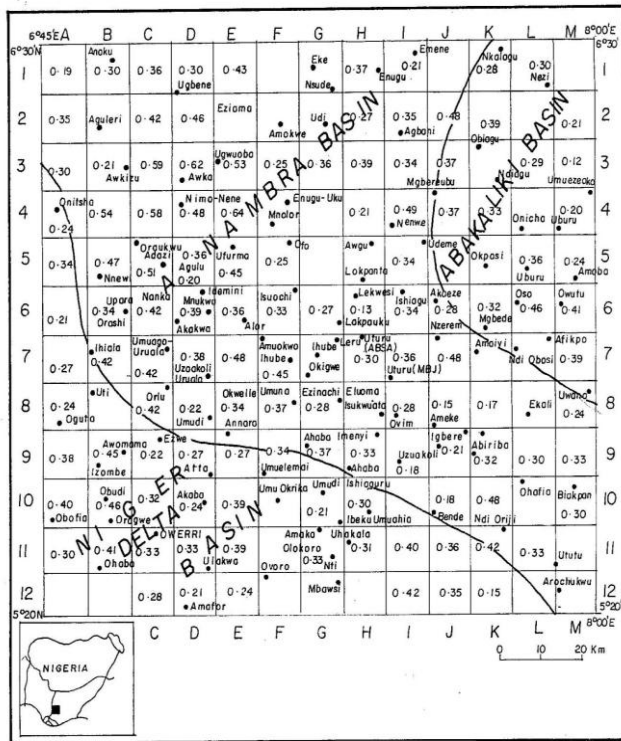 6°45'E A B C D E F G H I J K L M 8°00'E
6°30'N 6°30'
Anaku Eke Emene Nkalagu
1 0·19 0·30 0·36 0·30 0·43 0·37 0·21 0·28 0·30 1
Ugbene Nsude Enugu Nezi
Eziama
2 0·35 0·42 0·46 0·27 0·35 0·48 0·39 0·21 2
Aguleri Amokwe Udi Agbani Obiagu
Ugwuoba
3 0·30 0·21 0·59 0·62 0·53 0·25 0·36 0·39 0·34 0·37 0·29 0·12 3
Awkizu Awka Ndiagu
Onitsha Nimo-Nene Enugu-Uku Mgbereubu Umuezeoka
4 0·24 0·54 0·58 0·48 0·64 0·21 0·49 0·37 0·33 0·20 4
Mnolor Nenwe Onicha Uburu
Oraukwu Ufurma Ofo Awgu Udeme
Adazi Agulu Okposi
5 0·34 0·47 0·51 0·36 0·20 0·45 0·25 0·34 0·36 0·24 5
Nnewi Lokpanta Uburu Amoba
Nanka Idemini Isuochi Lekwesi Ishiagu Akaeze Oso Owutu
Upara Mnukwo
6 0·21 0·34 0·42 0·39 0·36 0·39 0·27 0·13 0·34 0·28 0·32 0·46 0·41 6
Orashi Akakwa Alor Lokpauku Mgbede
Umuago- Amuokwo Leru Uturu Nzerem Afikpo
Ihiala Urualla Ihube Ihube (ABSA) Amaiyi
7 0·27 0·42 0·42 0·38 0·48 0·45 0·30 0·36 0·48 0·39 7
Uzoakoli Okigwe Uturu(MBJ) Ndi Obasi
Uruala
Uti Orlu Okwelle Umuna Ezinachi Eluoma Uwana
8 0·24 0·42 0·22 0·34 0·37 0·28 Isukwuato 0·28 0·15 0·17 0·24 8
Oguta Umudi Annara Ovim Ameke Ekoli
Awomama Ezwe Ahaba Imenyi Igbere Abiriba
9 0·38 0·45 0·22 0·27 0·27 0·34 0·37 0·33 0·18 0·21 0·32 0·30 0·33 9
Izombe Atta Umuelemai Ahaba Uzuakoli
Ishiaguru Ohafia
Obudi Akaba Umu Okrika Umudi Biakpan
10 0·40 0·46 0·32 0·24 0·39 0·30 0·18 0·48 0·30 10
Obofia Oragwe Ibeku Umuahia Bende Ndi Oriji
OWERRI Amaka Uhakala
11 0·30 0·41 0·33 0·33 0·39 0·33 0·31 0·40 0·36 0·42 0·33 11
Ohaba Ulakwa Olokoro Nti Ututu
Ovoro Mbawsi Arochukwu
12 0·28 0·21 0·24 0·42 0·35 0·15 12
Amafor
5°20N 5°20
C D E F G H I J K L M 8°00'E
ANAMBRA BASIN
ABAKALIKI BASIN
NIGER DELTA BASIN
NIGERIA
0 10 20 Km